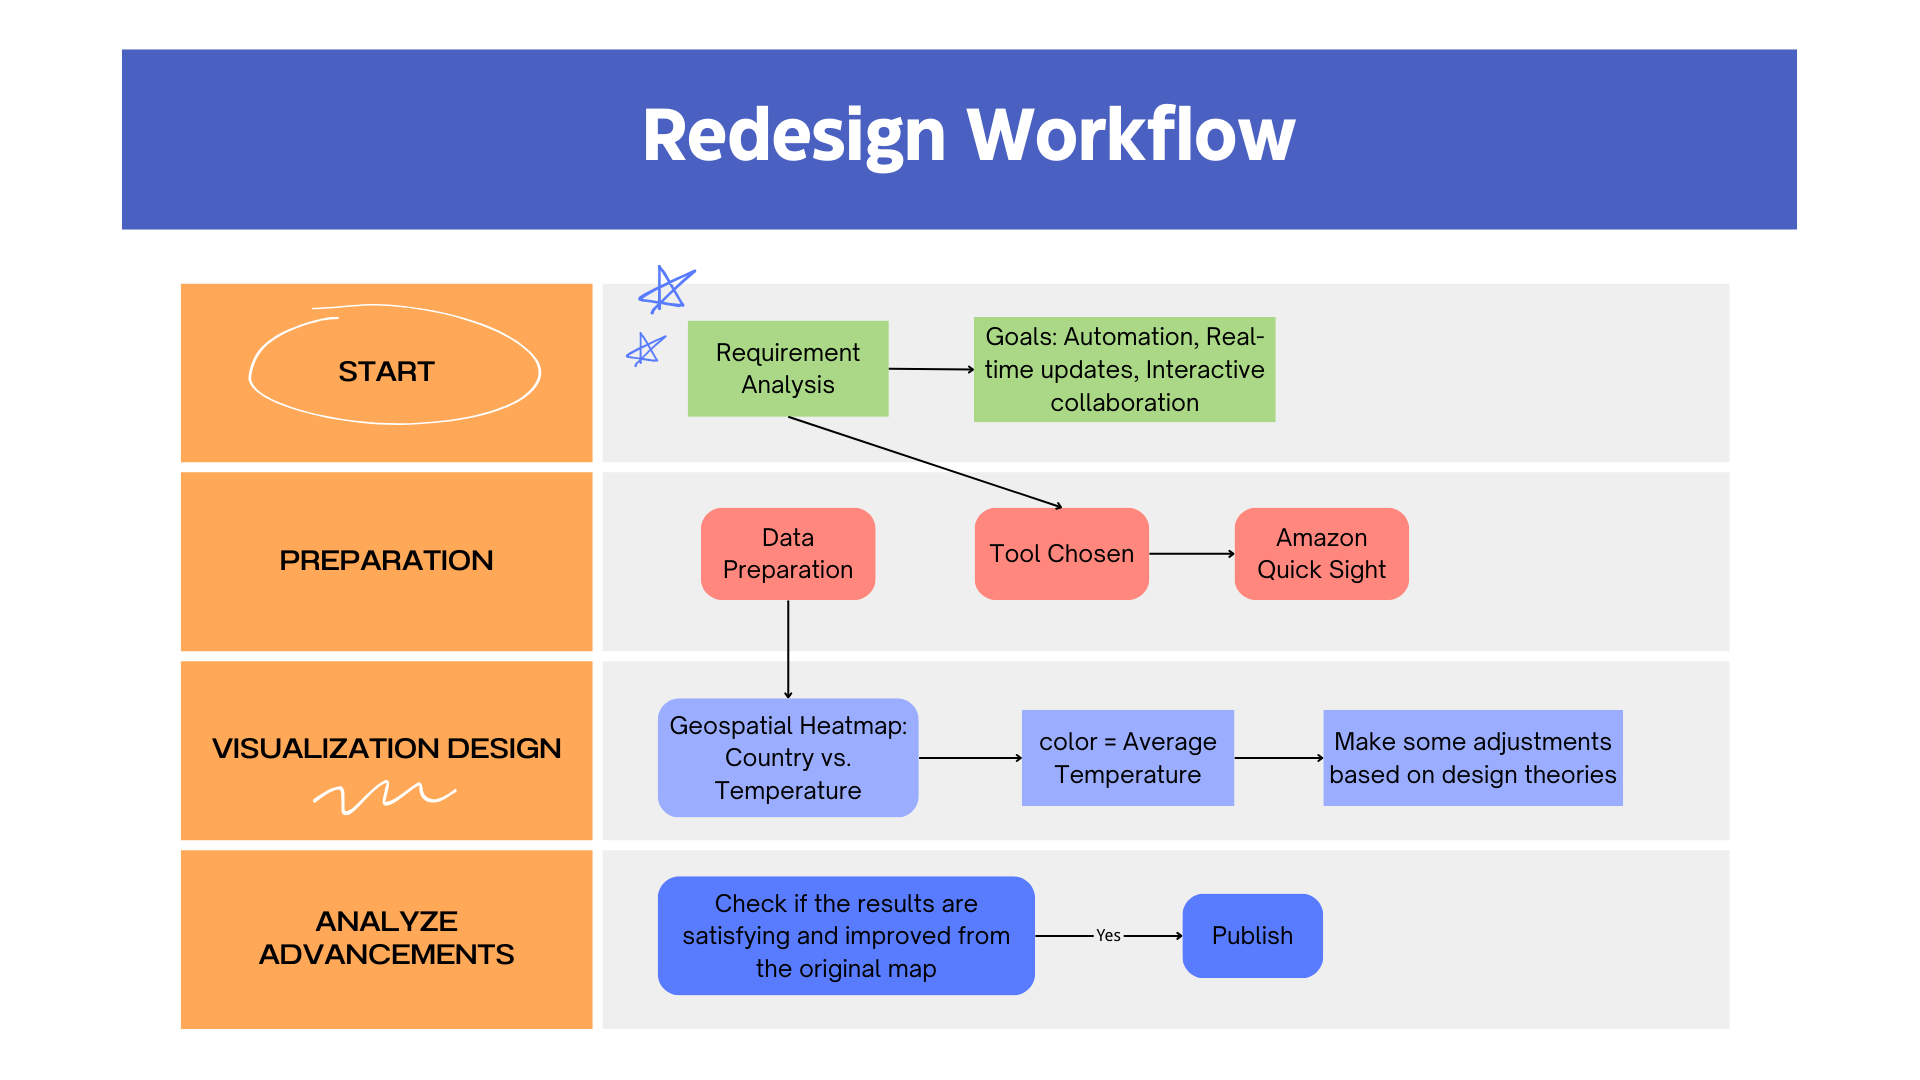 Redesign Workflow
START
Requirement
Analysis
Goals: Automation, Real-
time updates, Interactive
collaboration
PREPARATION
Data
Preparation
Tool Chosen
Amazon
Quick Sight
VISUALIZATION DESIGN
Geospatial Heatmap:
Country vs.
Temperature
color = Average
Temperature
Make some adjustments
based on design theories
ANALYZE
ADVANCEMENTS
Check if the results are
satisfying and improved from
the original map
Yes
Publish